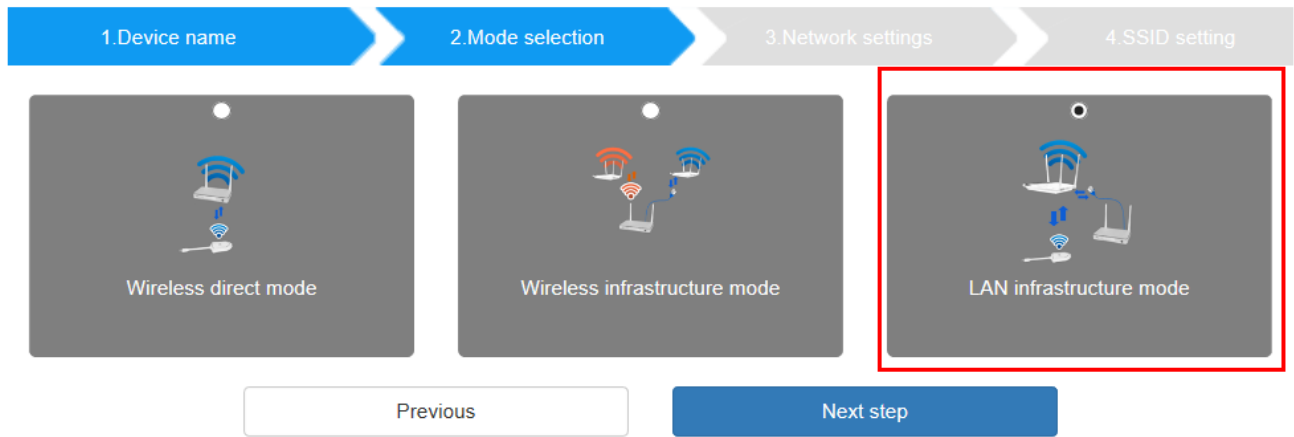 1.Device name
2.Mode selection
3.Network settings
4.SSID setting
Wireless direct mode
Wireless infrastructure mode
LAN infrastructure mode
Previous
Next step